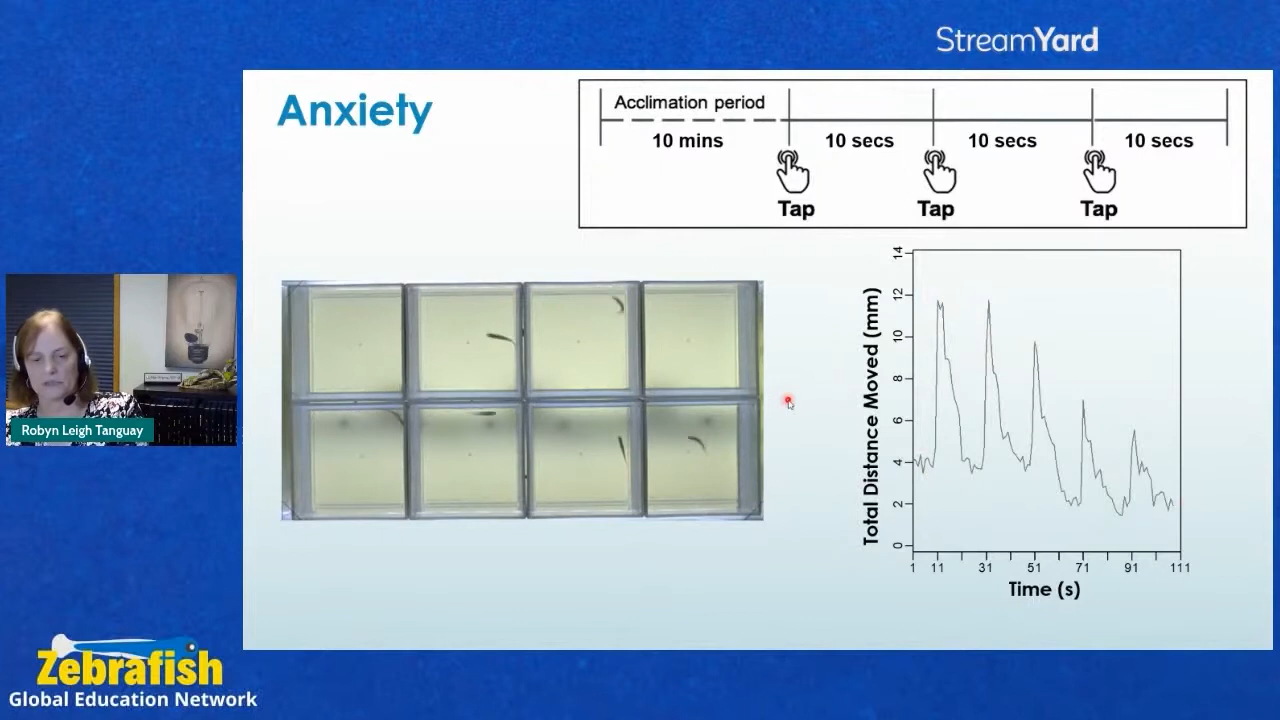 StreamYard
Anxiety
Acclimation period
10 mins
10 secs
10 secs
10 secs
Tap
Tap
Tap
Total Distance Moved (mm)
14
12
10
8
6
4
2
0
1 11 31 51 71 91 111
Time (s)
Robyn Leigh Tanguay
Zebrafish
Global Education Network